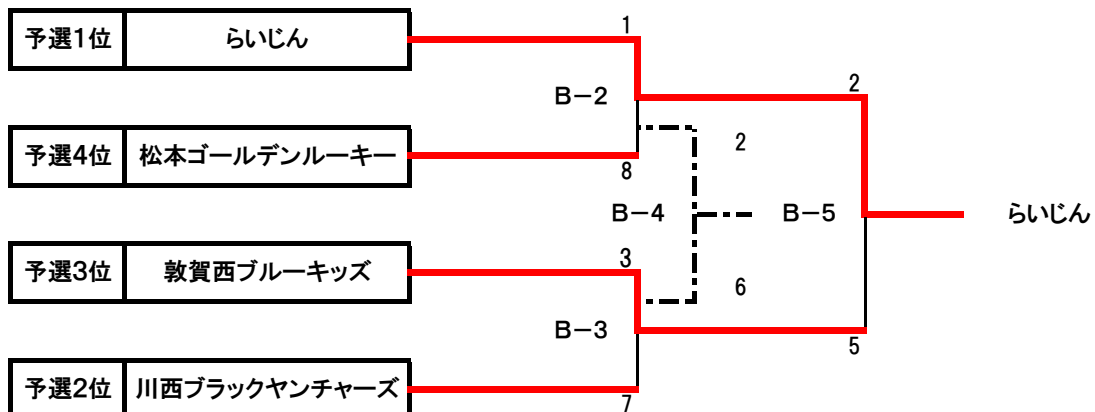 予選1位 らいじん 1
B-2 2
予選4位 松本ゴールデンルーキー 8 2
B-4 B-5 らいじん
予選3位 敦賀西ブルーキッズ 3 6
B-3 5
予選2位 川西ブラックヤンチャーズ 7